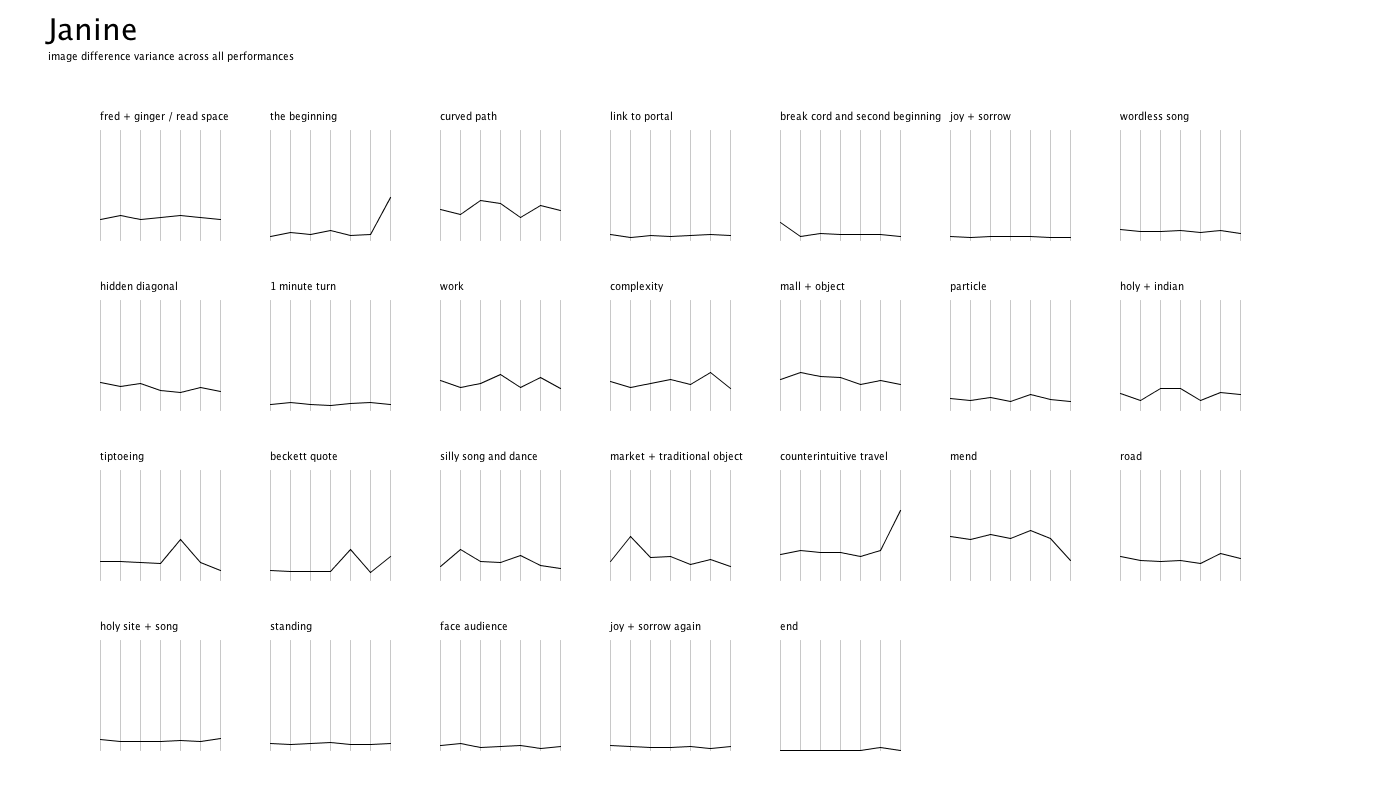 Janine
image difference variance across all performances
fred + ginger / read space
the beginning
curved path
link to portal
break cord and second beginning
joy + sorrow
wordless song
hidden diagonal
1 minute turn
work
complexity
mall + object
particle
holy + indian
tiptoeing
beckett quote
silly song and dance
market + traditional object
counterintuitive travel
mend
road
holy site + song
standing
face audience
joy + sorrow again
end